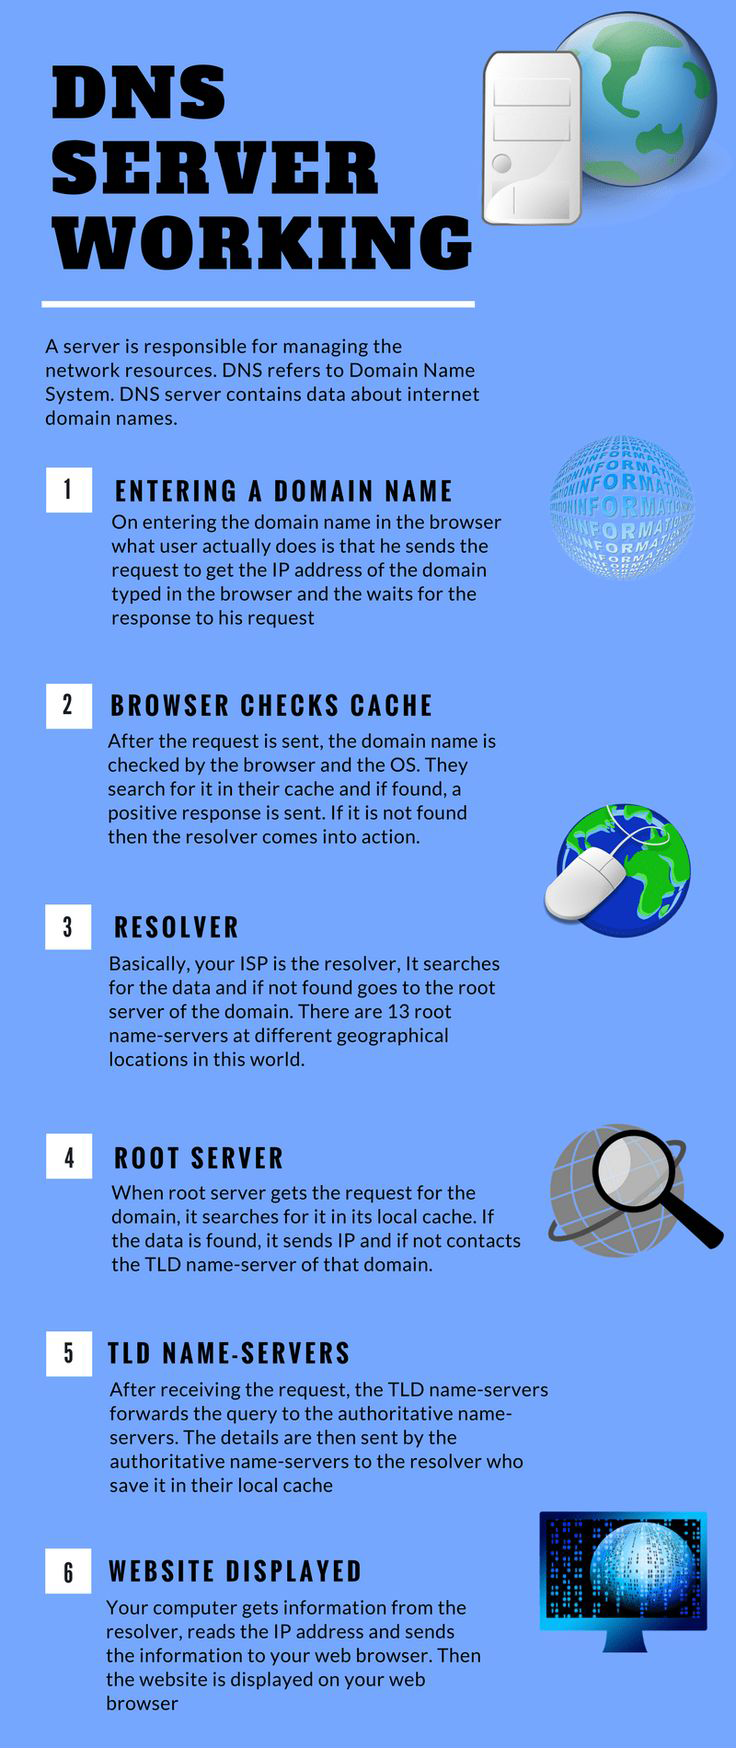 DNS
SERVER
WORKING
A server is responsible for managing the
network resources. DNS refers to Domain Name
System. DNS server contains data about internet
domain names.
1
ENTERING A DOMAIN NAME
On entering the domain name in the browser
what user actually does is that he sends the
request to get the IP address of the domain
typed in the browser and the waits for the
response to his request
2
BROWSER CHECKS CACHE
After the request is sent, the domain name is
checked by the browser and the OS. They
search for it in their cache and if found, a
positive response is sent. If it is not found
then the resolver comes into action.
3
RESOLVER
Basically, your ISP is the resolver, It searches
for the data and if not found goes to the root
server of the domain. There are 13 root
name-servers at different geographical
locations in this world.
4
ROOT SERVER
When root server gets the request for the
domain, it searches for it in its local cache. If
the data is found, it sends IP and if not contacts
the TLD name-server of that domain.
5
TLD NAME-SERVERS
After receiving the request, the TLD name-servers
forwards the query to the authoritative name-
servers. The details are then sent by the
authoritative name-servers to the resolver who
save it in their local cache
6
WEBSITE DISPLAYED
Your computer gets information from the
resolver, reads the IP address and sends
the information to your web browser. Then
the website is displayed on your web
browser